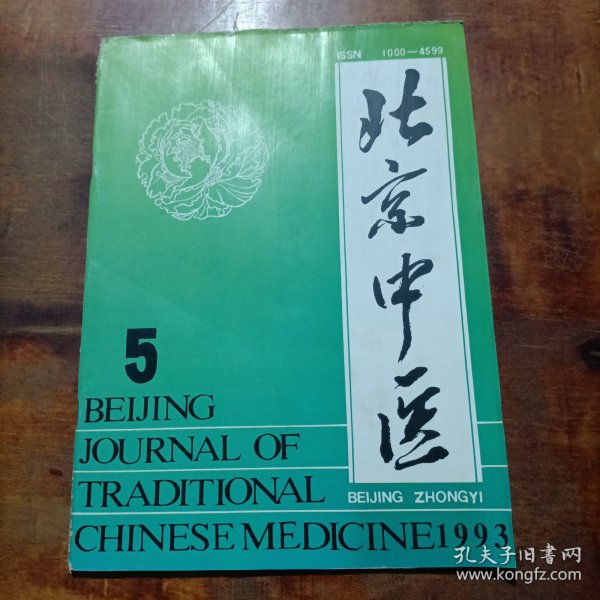 ISSN 1000—4599
北京中医
5
BEIJING
JOURNAL OF
TRADITIONAL
CHINESE MEDICINE 1993
BEIJING ZHONGYI
孔夫子旧书网
www.kongfz.com